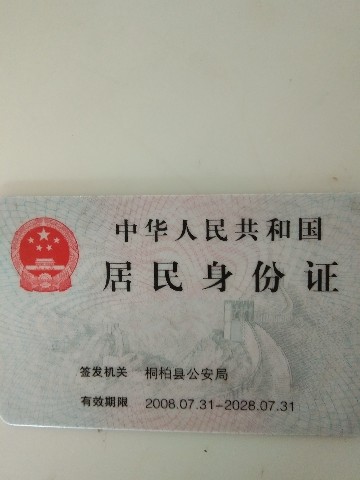 中华人民共和国
居民身份证
签发机关 桐柏县公安局
有效期限 2008.07.31-2028.07.31